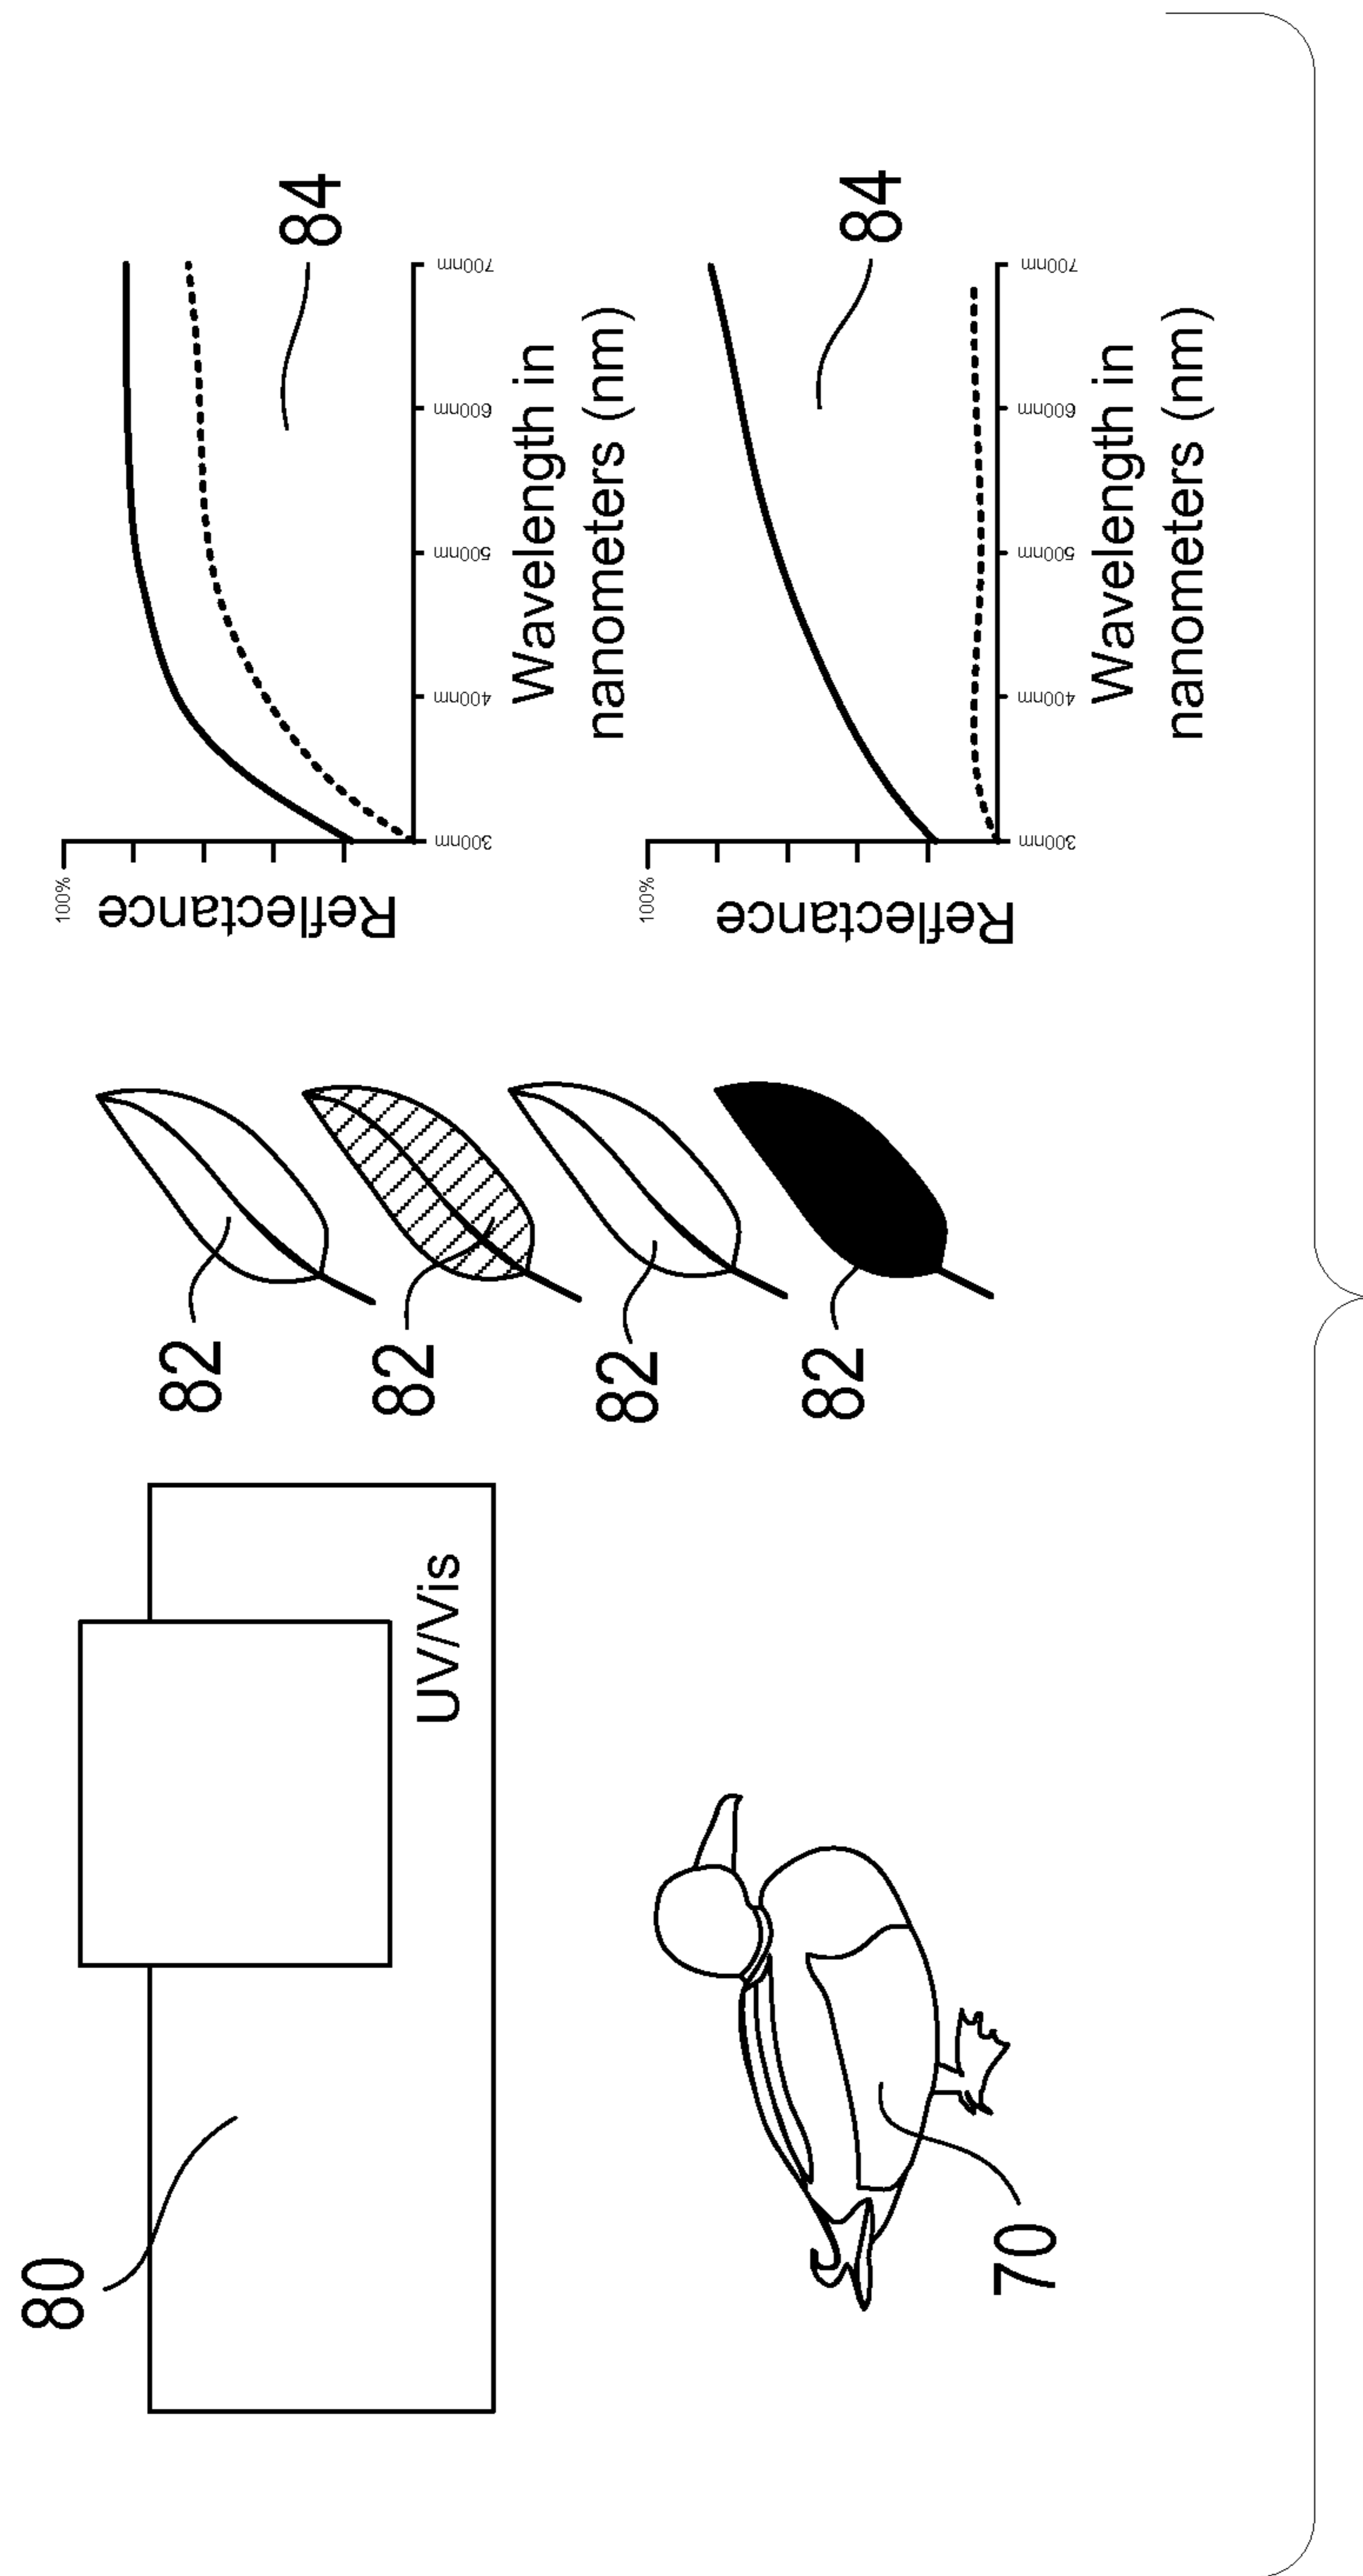 80
UV/Vis
70
82
82
82
82
100%
Reflectance
300nm
400nm
500nm
600nm
700nm
Wavelength in
nanometers (nm)
84
100%
Reflectance
300nm
400nm
500nm
600nm
700nm
Wavelength in
nanometers (nm)
84